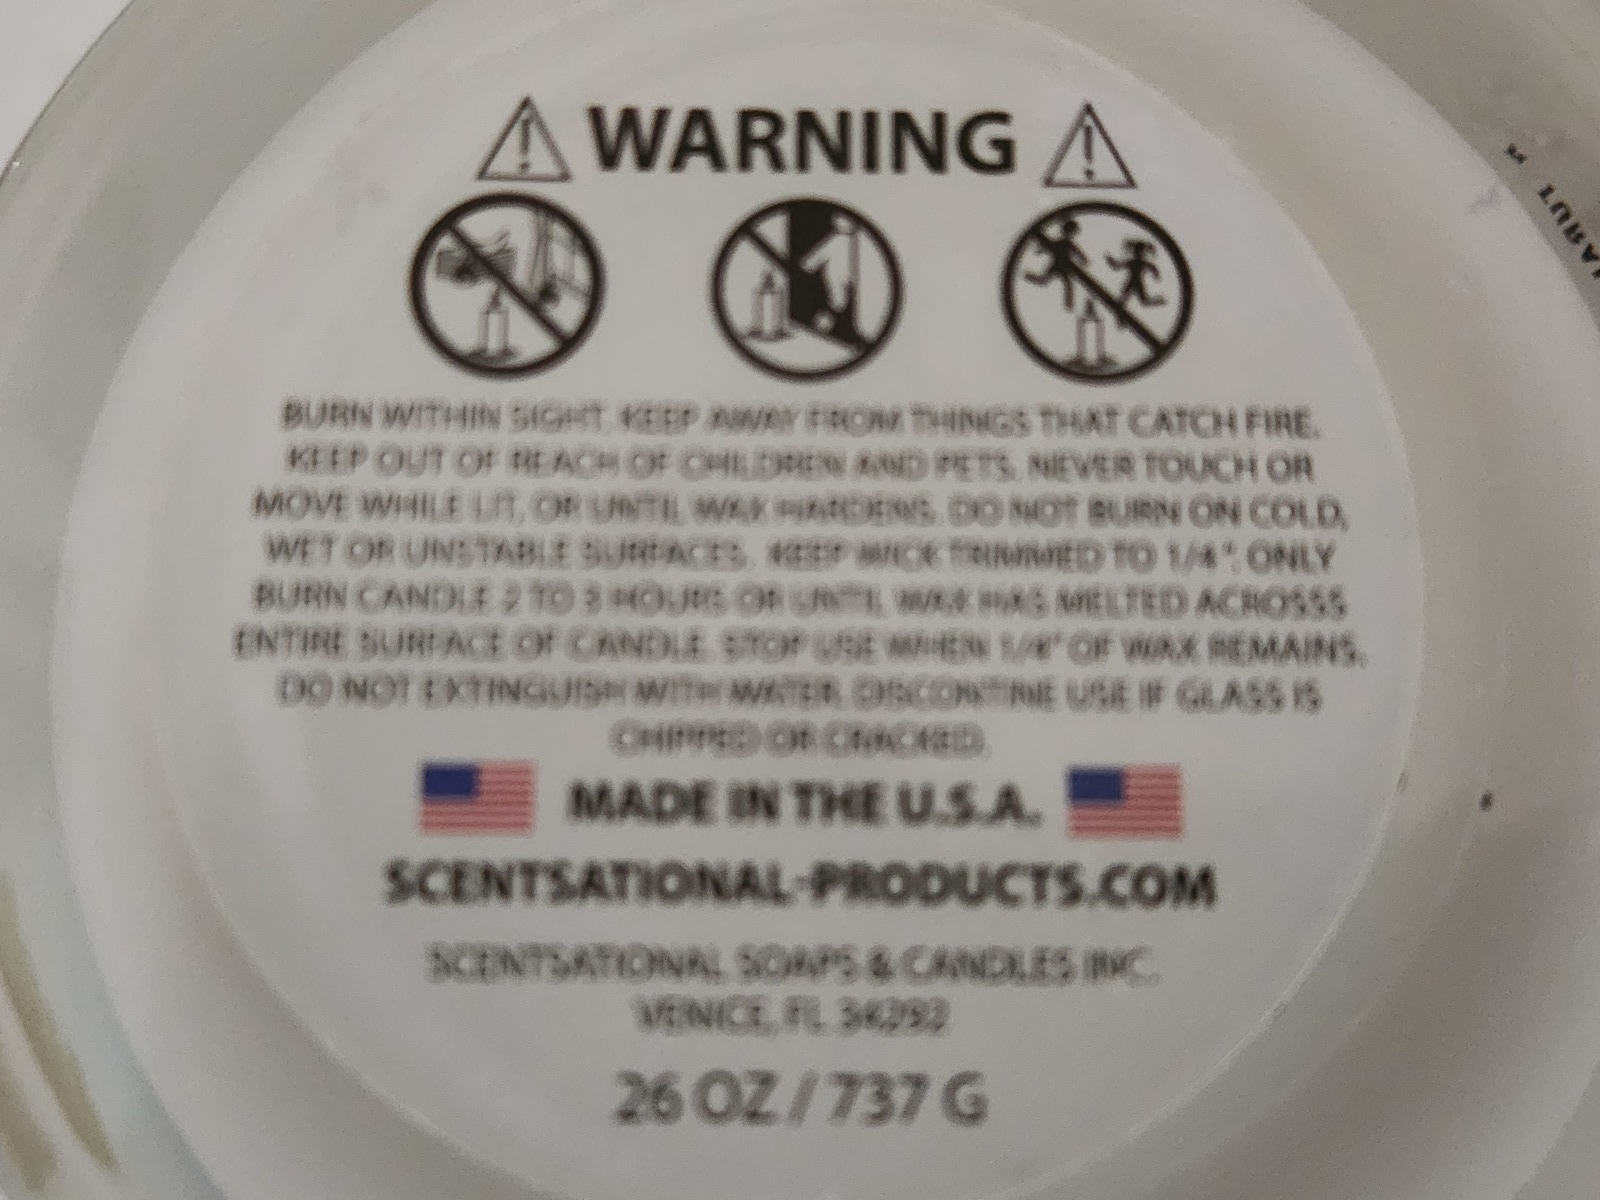 WARNING
BURN WITHIN SIGHT. KEEP AWAY FROM THINGS THAT CATCH FIRE.
KEEP OUT OF REACH OF CHILDREN AND PETS. NEVER TOUCH OR
MOVE WHILE LIT, OR UNTIL WAX HARDENS. DO NOT BURN ON COLD,
WET OR UNSTABLE SURFACES. KEEP WICK TRIMMED TO 1/4". ONLY
BURN CANDLE 2 TO 3 HOURS OR UNTIL WAX HAS MELTED ACROSSS
ENTIRE SURFACE OF CANDLE. STOP USE WHEN 1/4" OF WAX REMAINS.
DO NOT EXTINGUISH WITH WATER. DISCONTINE USE IF GLASS IS
CHIPPED OR CRACKED.
MADE IN THE U.S.A.
SCENTSATIONAL-PRODUCTS.COM
SCENTSATIONAL SOAPS & CANDLES INC.
VENICE, FL 34292
26 OZ / 737 G